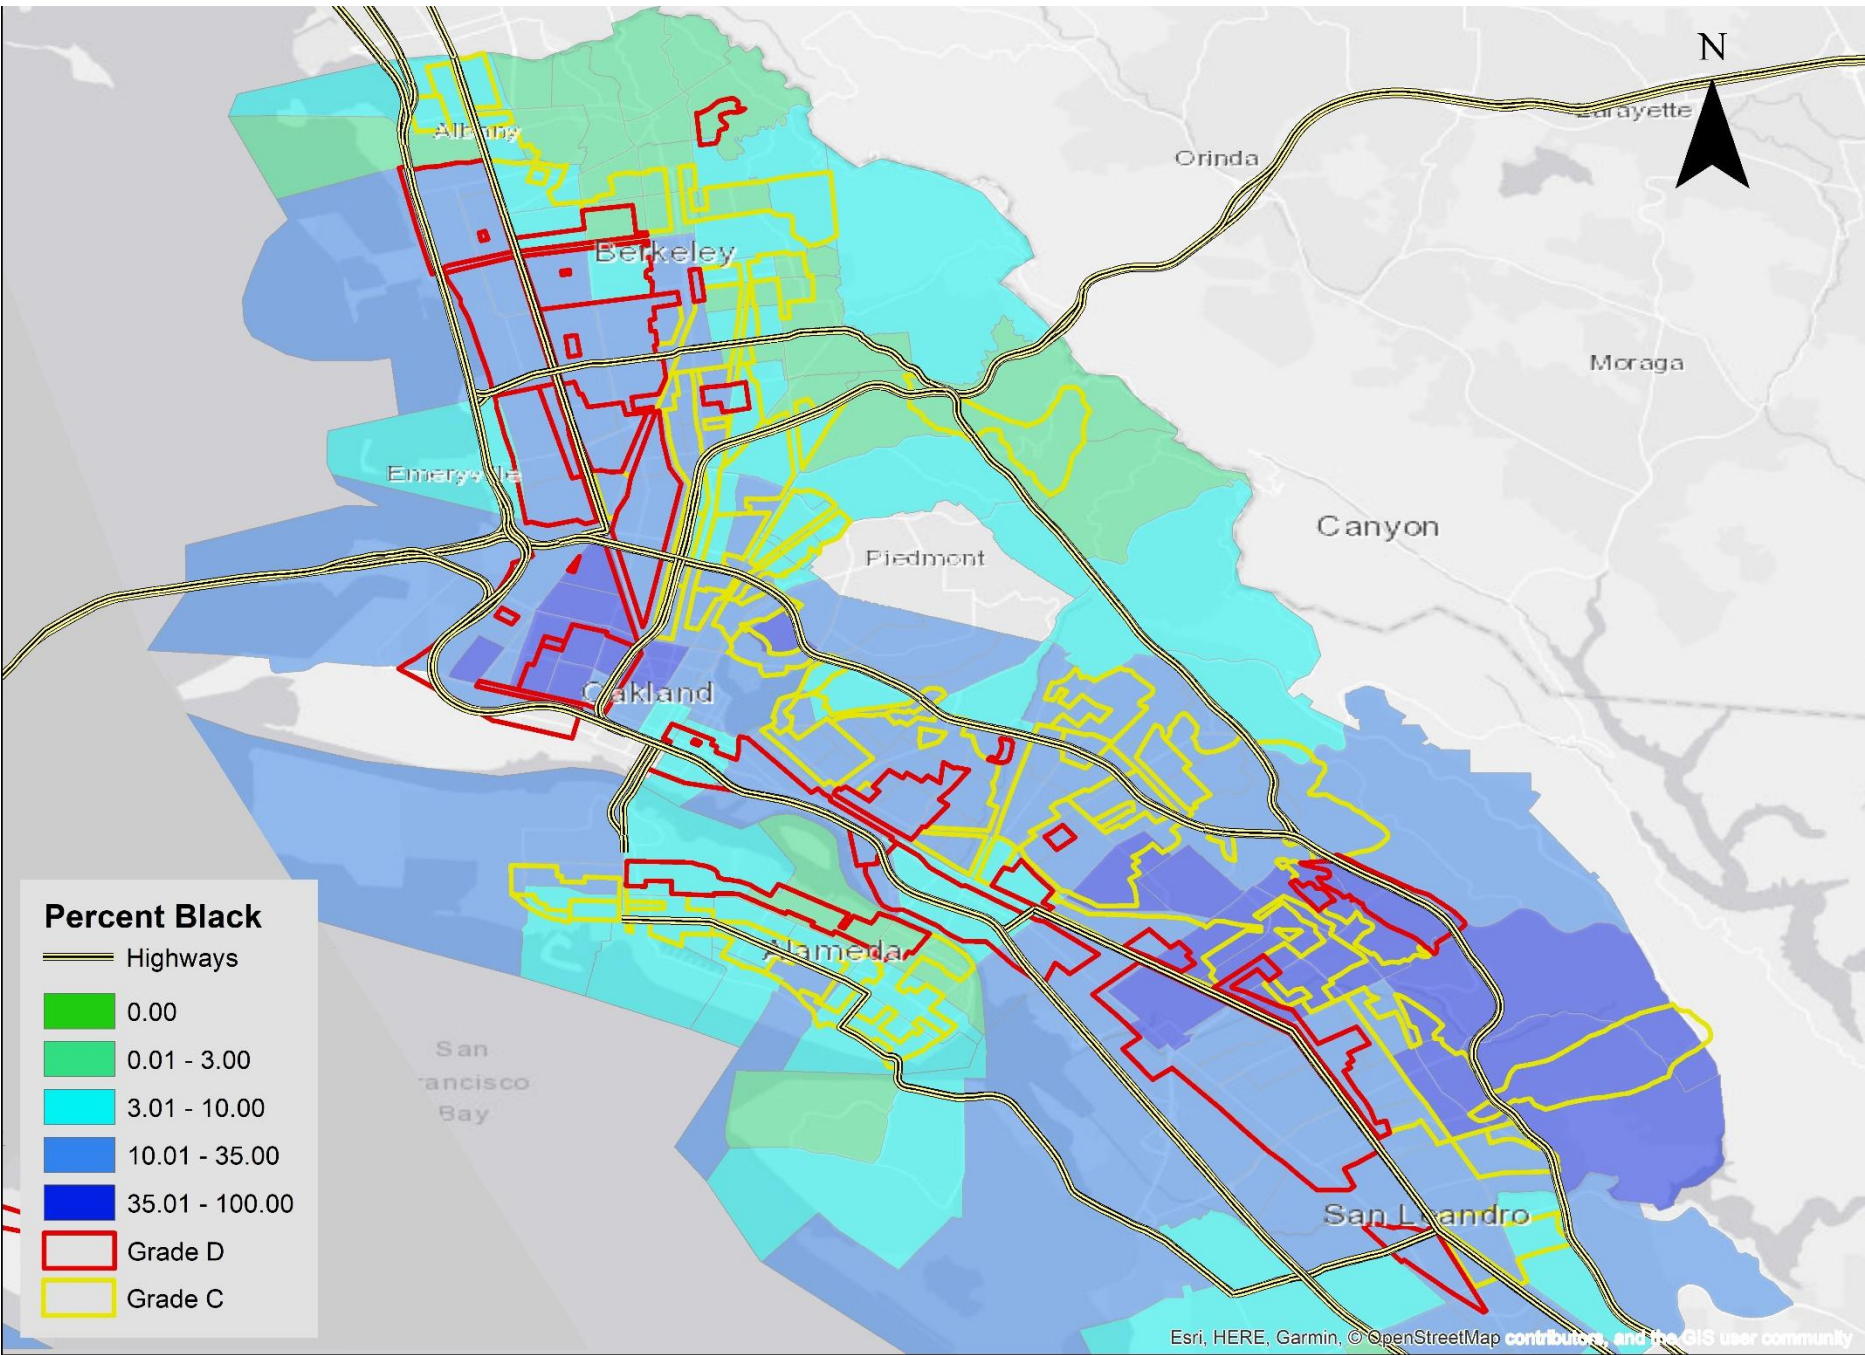 N
Lafayette
Orinda
Albany
Berkeley
Moraga
Emeryville
Canyon
Piedmont
Oakland
Alameda
San
rancisco
Bay
San Leandro
Percent Black
Highways
0.00
0.01 - 3.00
3.01 - 10.00
10.01 - 35.00
35.01 - 100.00
Grade D
Grade C
Esri, HERE, Garmin, © OpenStreetMap contributors, and the GIS user community